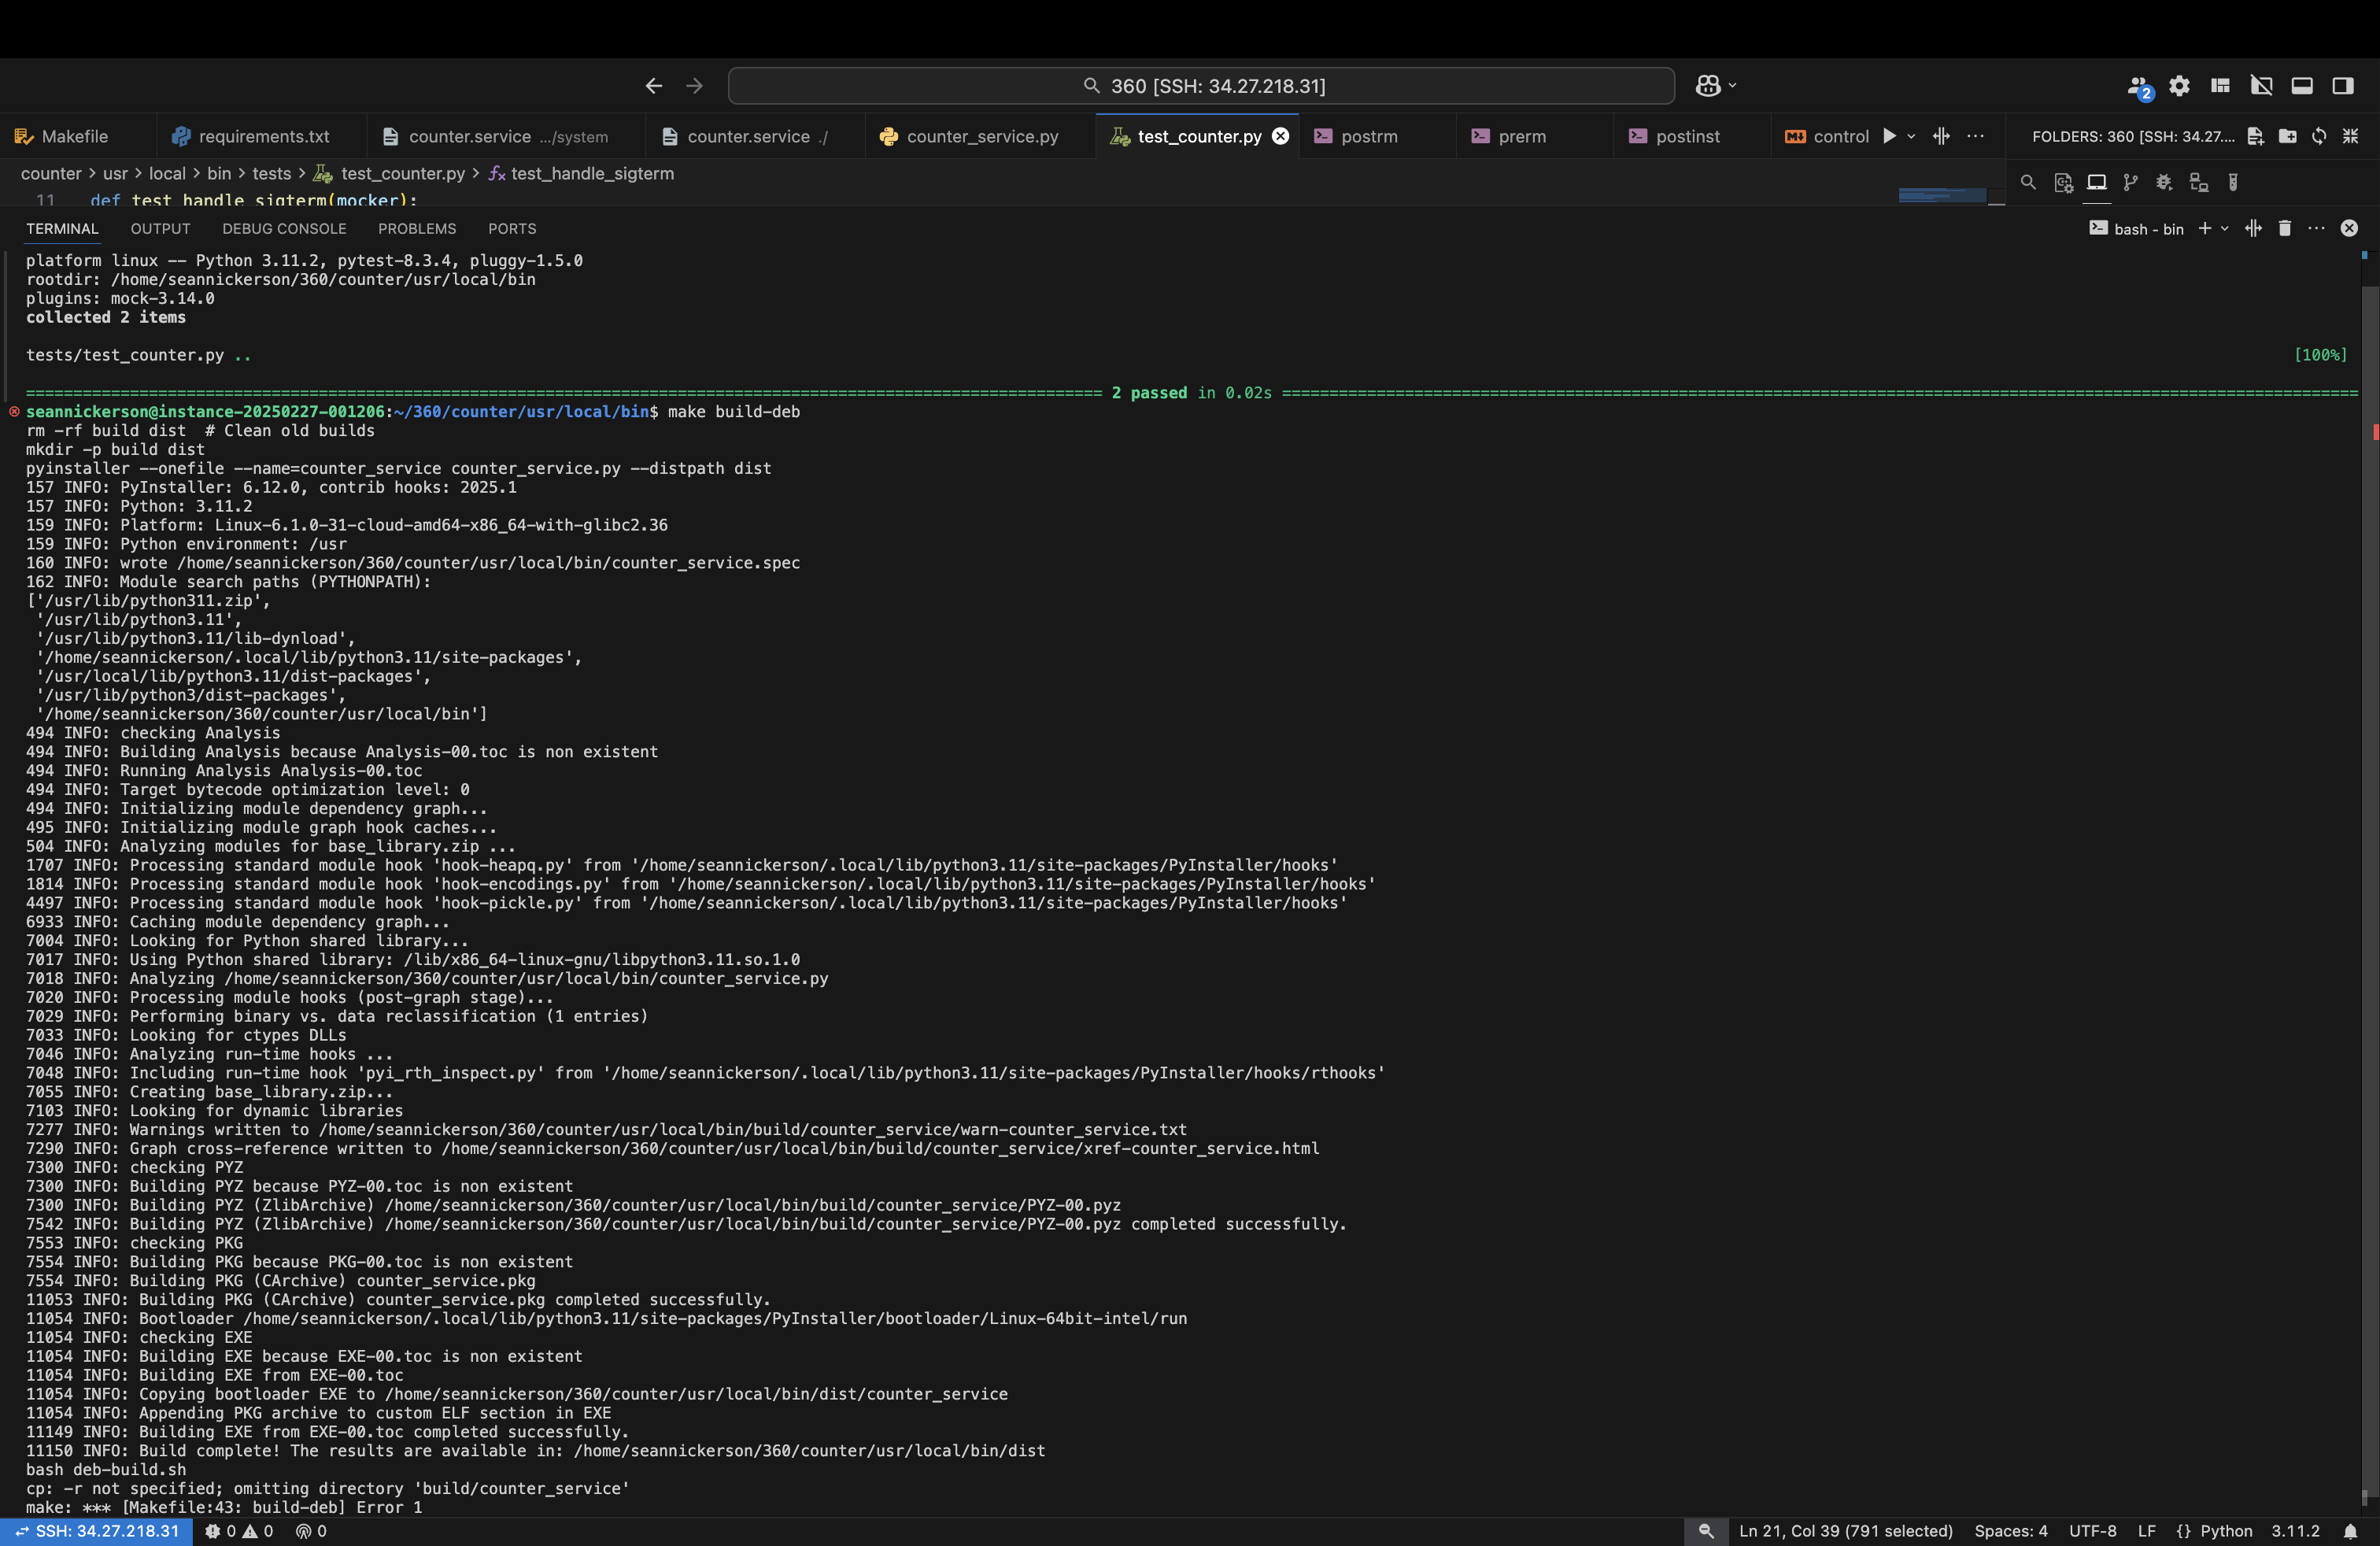 360 [SSH: 34.27.218.31]
2
Makefile
requirements.txt
counter.service .../system
counter.service ./
counter_service.py
test_counter.py
postrm
prerm
postinst
control
FOLDERS: 360 [SSH: 34.27....
counter > usr > local > bin > tests > test_counter.py > test_handle_sigterm
11 def test_handle_sigterm(mocker):
TERMINAL OUTPUT DEBUG CONSOLE PROBLEMS PORTS
bash - bin
platform linux -- Python 3.11.2, pytest-8.3.4, pluggy-1.5.0
rootdir: /home/seannickerson/360/counter/usr/local/bin
plugins: mock-3.14.0
collected 2 items
tests/test_counter.py .. [100%]
2 passed in 0.02s
seannickerson@instance-20250227-001206:~/360/counter/usr/local/bin$ make build-deb
rm -rf build dist  # Clean old builds
mkdir -p build dist
pyinstaller --onefile --name=counter_service counter_service.py --distpath dist
157 INFO: PyInstaller: 6.12.0, contrib hooks: 2025.1
157 INFO: Python: 3.11.2
159 INFO: Platform: Linux-6.1.0-31-cloud-amd64-x86_64-with-glibc2.36
159 INFO: Python environment: /usr
160 INFO: wrote /home/seannickerson/360/counter/usr/local/bin/counter_service.spec
162 INFO: Module search paths (PYTHONPATH):
['/usr/lib/python311.zip',
'/usr/lib/python3.11',
'/usr/lib/python3.11/lib-dynload',
'/home/seannickerson/.local/lib/python3.11/site-packages',
'/usr/local/lib/python3.11/dist-packages',
'/usr/lib/python3/dist-packages',
'/home/seannickerson/360/counter/usr/local/bin']
494 INFO: checking Analysis
494 INFO: Building Analysis because Analysis-00.toc is non existent
494 INFO: Running Analysis Analysis-00.toc
494 INFO: Target bytecode optimization level: 0
494 INFO: Initializing module dependency graph...
495 INFO: Initializing module graph hook caches...
504 INFO: Analyzing modules for base_library.zip ...
1707 INFO: Processing standard module hook 'hook-heapq.py' from '/home/seannickerson/.local/lib/python3.11/site-packages/PyInstaller/hooks'
1814 INFO: Processing standard module hook 'hook-encodings.py' from '/home/seannickerson/.local/lib/python3.11/site-packages/PyInstaller/hooks'
4497 INFO: Processing standard module hook 'hook-pickle.py' from '/home/seannickerson/.local/lib/python3.11/site-packages/PyInstaller/hooks'
6933 INFO: Caching module dependency graph...
7004 INFO: Looking for Python shared library...
7017 INFO: Using Python shared library: /lib/x86_64-linux-gnu/libpython3.11.so.1.0
7018 INFO: Analyzing /home/seannickerson/360/counter/usr/local/bin/counter_service.py
7020 INFO: Processing module hooks (post-graph stage)...
7029 INFO: Performing binary vs. data reclassification (1 entries)
7033 INFO: Looking for ctypes DLLs
7046 INFO: Analyzing run-time hooks ...
7048 INFO: Including run-time hook 'pyi_rth_inspect.py' from '/home/seannickerson/.local/lib/python3.11/site-packages/PyInstaller/hooks/rthooks'
7055 INFO: Creating base_library.zip...
7103 INFO: Looking for dynamic libraries
7277 INFO: Warnings written to /home/seannickerson/360/counter/usr/local/bin/build/counter_service/warn-counter_service.txt
7290 INFO: Graph cross-reference written to /home/seannickerson/360/counter/usr/local/bin/build/counter_service/xref-counter_service.html
7300 INFO: checking PYZ
7300 INFO: Building PYZ because PYZ-00.toc is non existent
7300 INFO: Building PYZ (ZlibArchive) /home/seannickerson/360/counter/usr/local/bin/build/counter_service/PYZ-00.pyz
7542 INFO: Building PYZ (ZlibArchive) /home/seannickerson/360/counter/usr/local/bin/build/counter_service/PYZ-00.pyz completed successfully.
7553 INFO: checking PKG
7554 INFO: Building PKG because PKG-00.toc is non existent
7554 INFO: Building PKG (CArchive) counter_service.pkg
11053 INFO: Building PKG (CArchive) counter_service.pkg completed successfully.
11054 INFO: Bootloader /home/seannickerson/.local/lib/python3.11/site-packages/PyInstaller/bootloader/Linux-64bit-intel/run
11054 INFO: checking EXE
11054 INFO: Building EXE because EXE-00.toc is non existent
11054 INFO: Building EXE from EXE-00.toc
11054 INFO: Copying bootloader EXE to /home/seannickerson/360/counter/usr/local/bin/dist/counter_service
11054 INFO: Appending PKG archive to custom ELF section in EXE
11149 INFO: Building EXE from EXE-00.toc completed successfully.
11150 INFO: Build complete! The results are available in: /home/seannickerson/360/counter/usr/local/bin/dist
bash deb-build.sh
cp: -r not specified; omitting directory 'build/counter_service'
make: *** [Makefile:43: build-deb] Error 1
SSH: 34.27.218.31 0 0 0 Ln 21, Col 39 (791 selected) Spaces: 4 UTF-8 LF {} Python 3.11.2